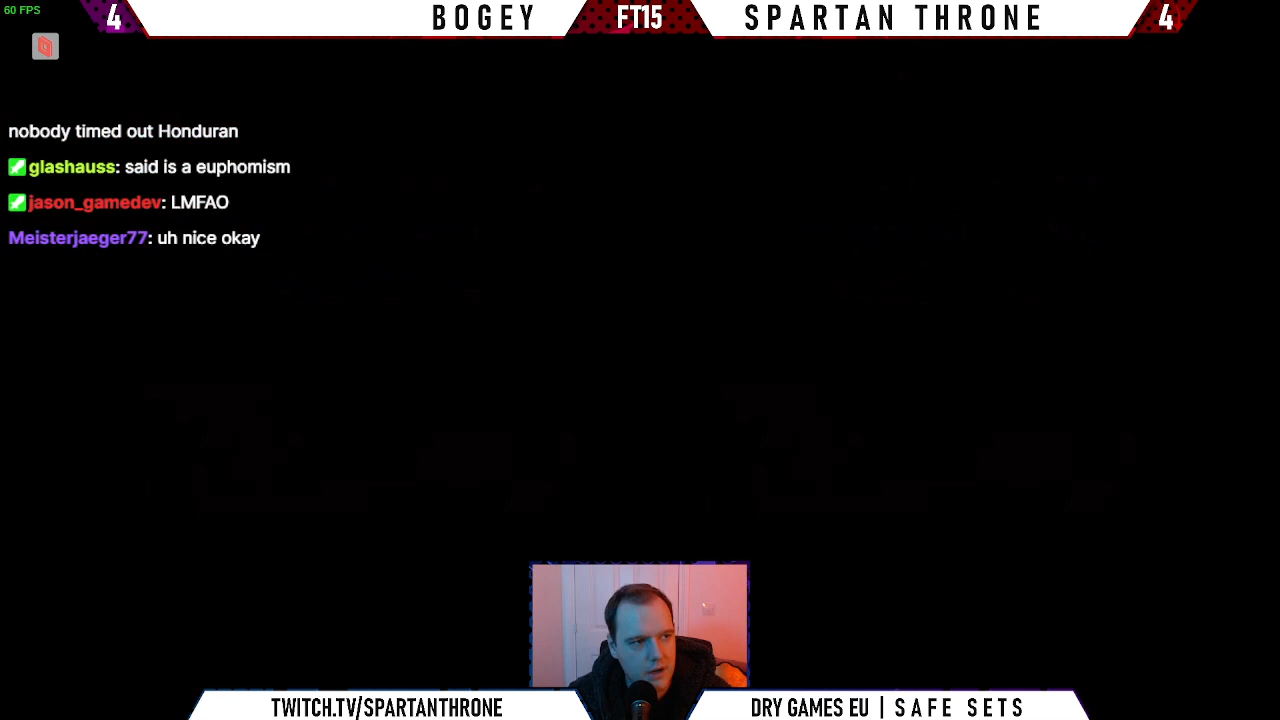 60 FPS
4 BOGEY FT15 SPARTAN THRONE 4
nobody timed out Honduran
glashauss: said is a euphomism
jason_gamedev: LMFAO
Meisterjaeger77: uh nice okay
TWITCH.TV/SPARTANTHRONE
DRY GAMES EU | SAFE SETS